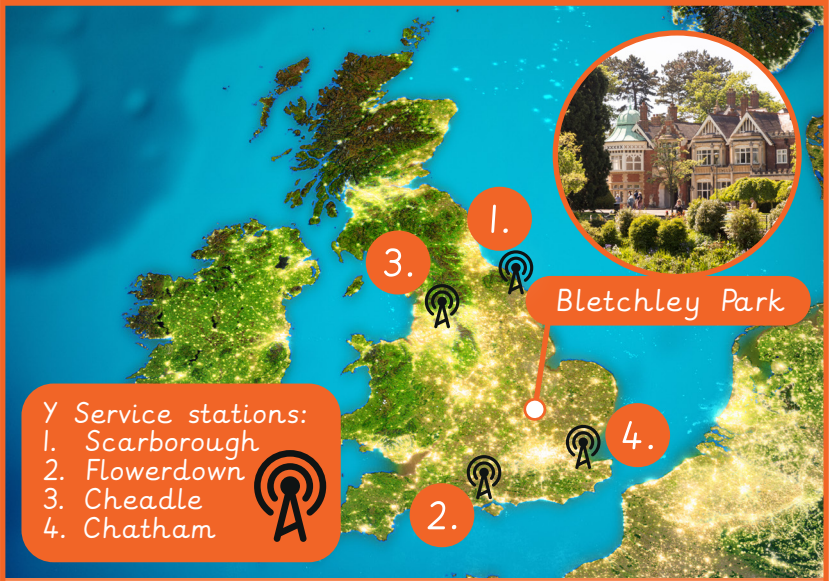 1.
3.
Bletchley Park
Y Service stations:
1. Scarborough
2. Flowerdown
3. Cheadle
4. Chatham
4.
2.